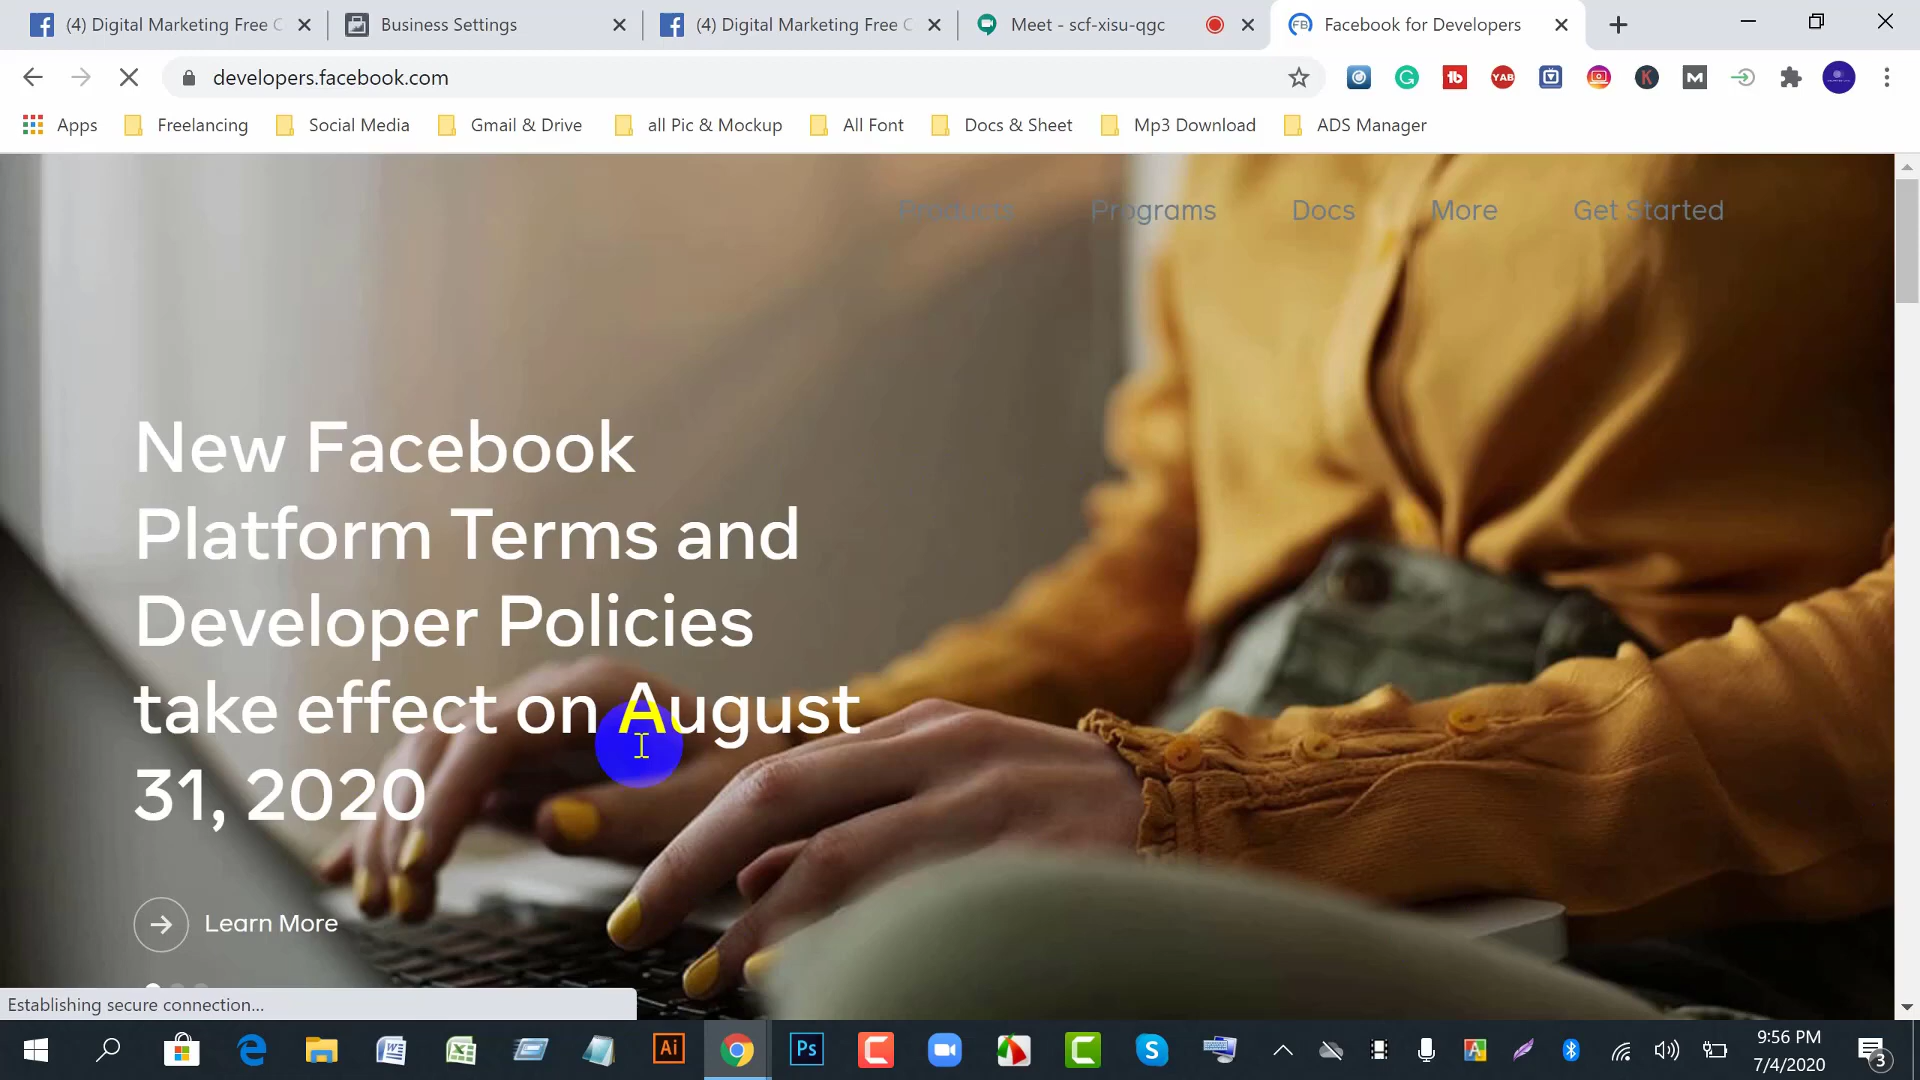 (4) Digital Marketing Free C
Business Settings
(4) Digital Marketing Free C
Meet - scf-xisu-qgc
Facebook for Developers
developers.facebook.com
Apps
Freelancing
Social Media
Gmail & Drive
all Pic & Mockup
All Font
Docs & Sheet
Mp3 Download
ADS Manager
Products
Programs
Docs
More
Get Started
New Facebook
Platform Terms and
Developer Policies
take effect on August
31, 2020
Learn More
Establishing secure connection...
9:56 PM
7/4/2020
3